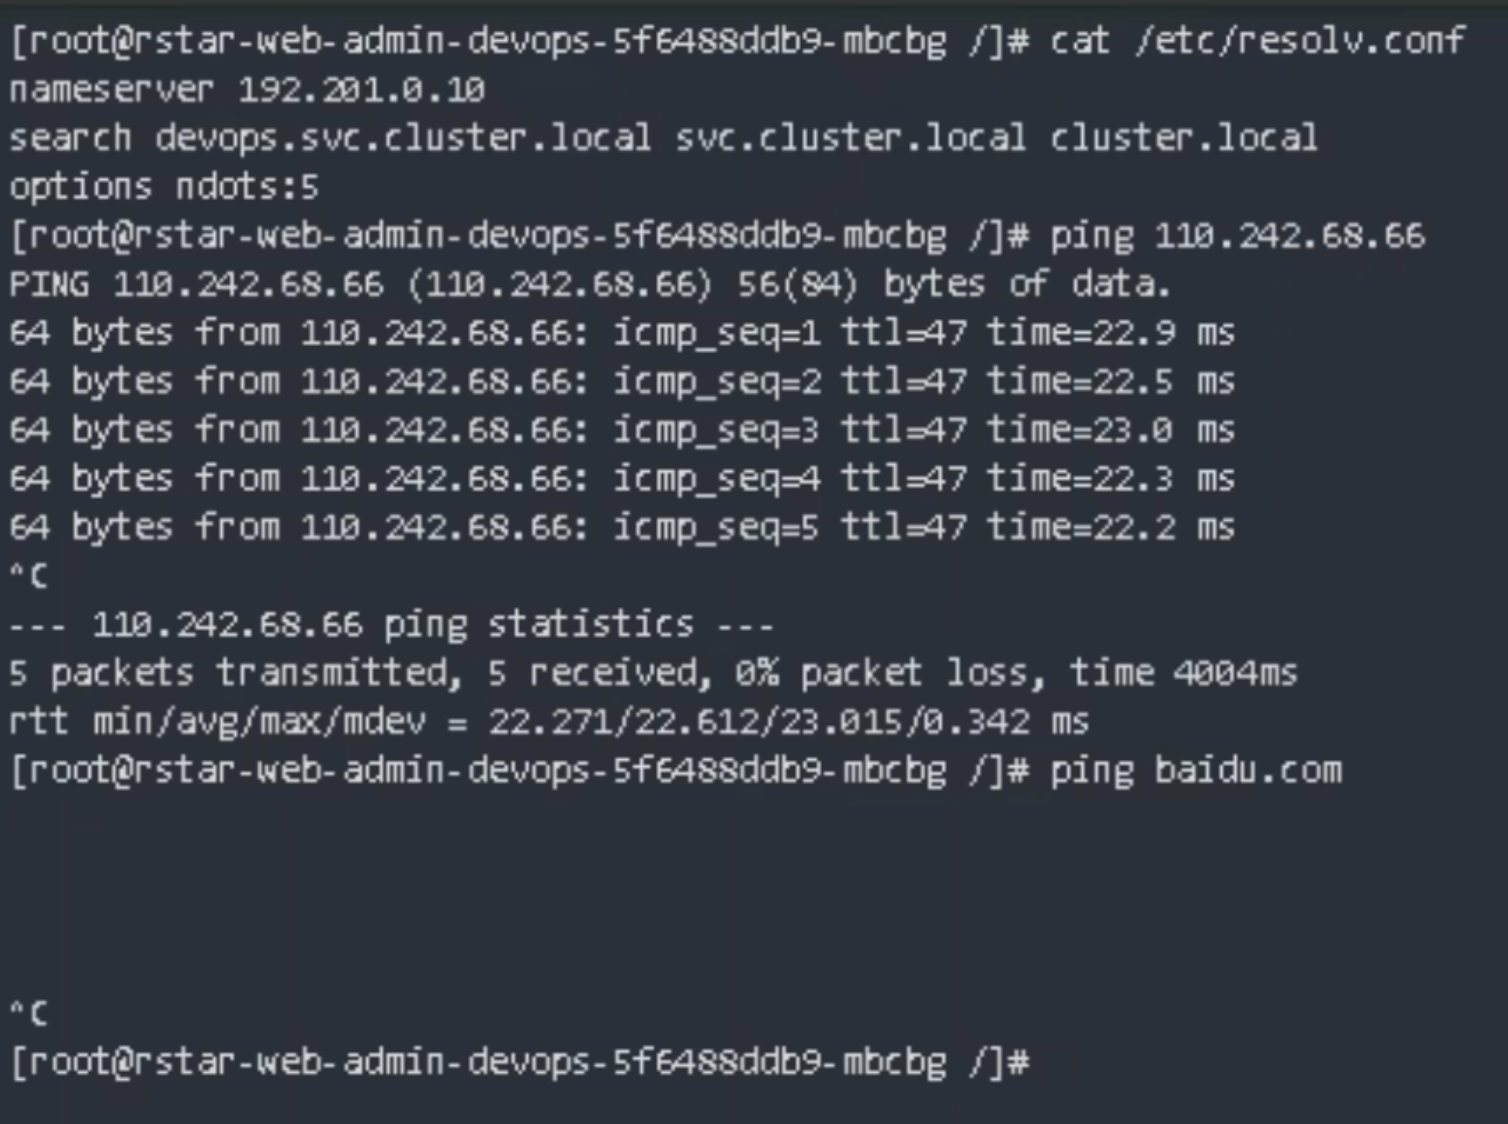 [root@rstar-web-admin-devops-5f6488ddb9-mbcbg /]# cat /etc/resolv.conf
nameserver 192.201.0.10
search devops.svc.cluster.local svc.cluster.local cluster.local
options ndots:5
[root@rstar-web-admin-devops-5f6488ddb9-mbcbg /]# ping 110.242.68.66
PING 110.242.68.66 (110.242.68.66) 56(84) bytes of data.
64 bytes from 110.242.68.66: icmp_seq=1 ttl=47 time=22.9 ms
64 bytes from 110.242.68.66: icmp_seq=2 ttl=47 time=22.5 ms
64 bytes from 110.242.68.66: icmp_seq=3 ttl=47 time=23.0 ms
64 bytes from 110.242.68.66: icmp_seq=4 ttl=47 time=22.3 ms
64 bytes from 110.242.68.66: icmp_seq=5 ttl=47 time=22.2 ms
^C
--- 110.242.68.66 ping statistics ---
5 packets transmitted, 5 received, 0% packet loss, time 4004ms
rtt min/avg/max/mdev = 22.271/22.612/23.015/0.342 ms
[root@rstar-web-admin-devops-5f6488ddb9-mbcbg /]# ping baidu.com
^C
[root@rstar-web-admin-devops-5f6488ddb9-mbcbg /]#